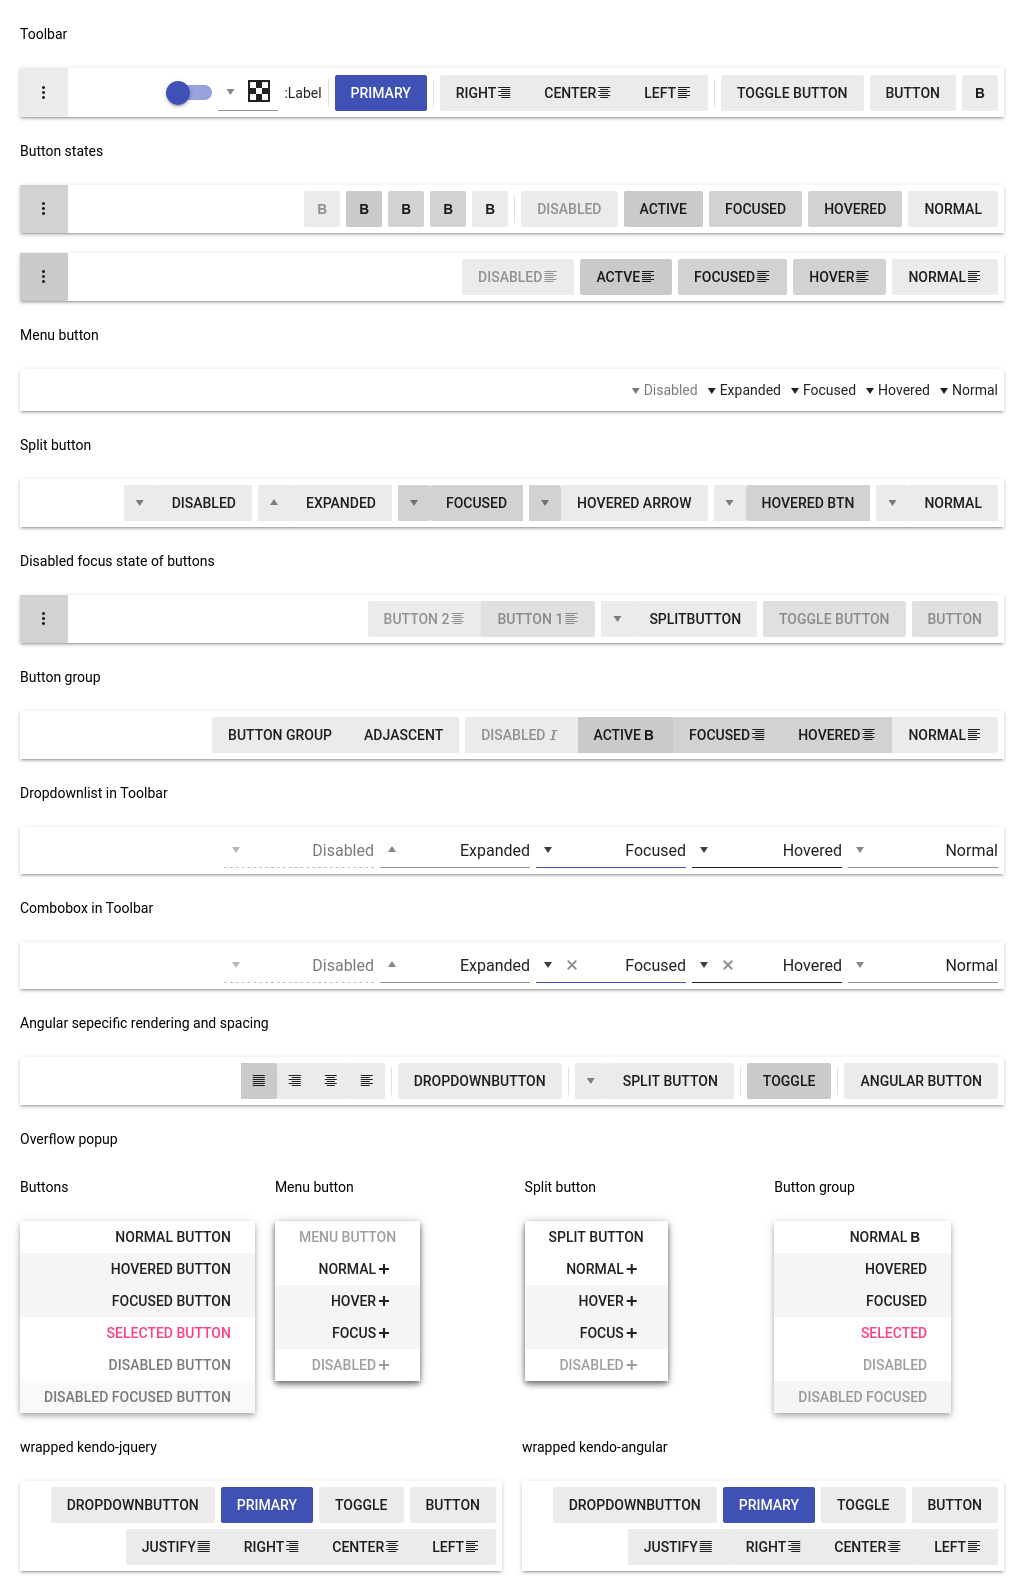 Toolbar
:Label PRIMARY RIGHT CENTER LEFT TOGGLE BUTTON BUTTON B
Button states
B B B B B DISABLED ACTIVE FOCUSED HOVERED NORMAL
DISABLED ACTVE FOCUSED HOVER NORMAL
Menu button
Disabled Expanded Focused Hovered Normal
Split button
DISABLED EXPANDED FOCUSED HOVERED ARROW HOVERED BTN NORMAL
Disabled focus state of buttons
BUTTON 2 BUTTON 1 SPLITBUTTON TOGGLE BUTTON BUTTON
Button group
BUTTON GROUP ADJASCENT DISABLED I ACTIVE B FOCUSED HOVERED NORMAL
Dropdownlist in Toolbar
Disabled Expanded Focused Hovered Normal
Combobox in Toolbar
Disabled Expanded Focused Hovered Normal
Angular sepecific rendering and spacing
DROPDOWNBUTTON SPLIT BUTTON TOGGLE ANGULAR BUTTON
Overflow popup
Buttons
NORMAL BUTTON
HOVERED BUTTON
FOCUSED BUTTON
SELECTED BUTTON
DISABLED BUTTON
DISABLED FOCUSED BUTTON
Menu button
MENU BUTTON
NORMAL
HOVER
FOCUS
DISABLED
Split button
SPLIT BUTTON
NORMAL
HOVER
FOCUS
DISABLED
Button group
NORMAL B
HOVERED
FOCUSED
SELECTED
DISABLED
DISABLED FOCUSED
wrapped kendo-jquery
DROPDOWNBUTTON PRIMARY TOGGLE BUTTON
JUSTIFY RIGHT CENTER LEFT
wrapped kendo-angular
DROPDOWNBUTTON PRIMARY TOGGLE BUTTON
JUSTIFY RIGHT CENTER LEFT